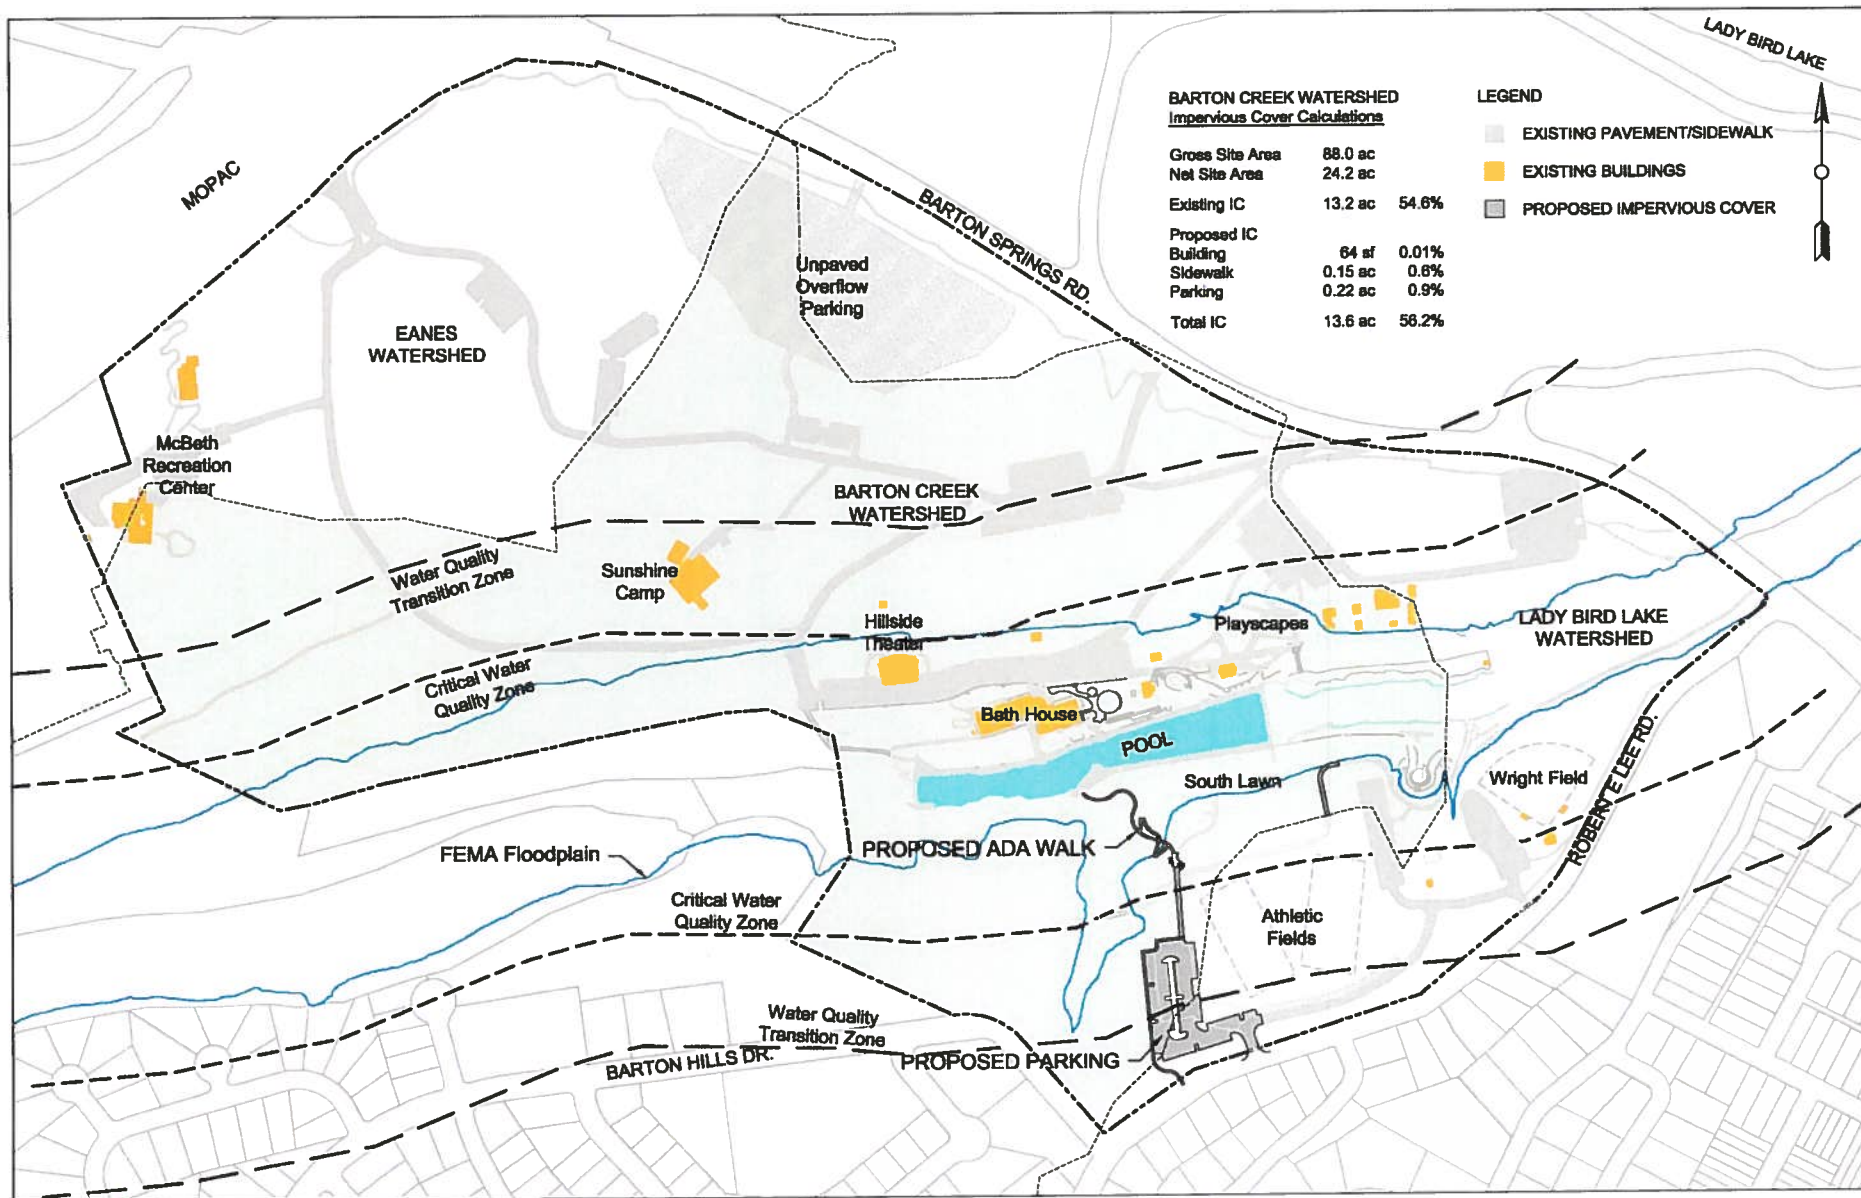 LADY BIRD LAKE
BARTON CREEK WATERSHED
Impervious Cover Calculations
Gross Site Area 88.0 ac
Net Site Area 24.2 ac
Existing IC 13.2 ac 54.6%
Proposed IC
Building 64 sf 0.01%
Sidewalk 0.15 ac 0.6%
Parking 0.22 ac 0.9%
Total IC 13.6 ac 56.2%
LEGEND
EXISTING PAVEMENT/SIDEWALK
EXISTING BUILDINGS
PROPOSED IMPERVIOUS COVER
MOPAC
BARTON SPRINGS RD.
Unpaved
Overflow
Parking
EANES
WATERSHED
McBeth
Recreation
Center
BARTON CREEK
WATERSHED
Water Quality
Transition Zone
Sunshine
Camp
Hillside
Theater
Playscapes
LADY BIRD LAKE
WATERSHED
Critical Water
Quality Zone
Bath House
POOL
South Lawn
Wright Field
ROBERT E LEE RD.
FEMA Floodplain
PROPOSED ADA WALK
Critical Water
Quality Zone
Athletic
Fields
Water Quality
Transition Zone
BARTON HILLS DR.
PROPOSED PARKING